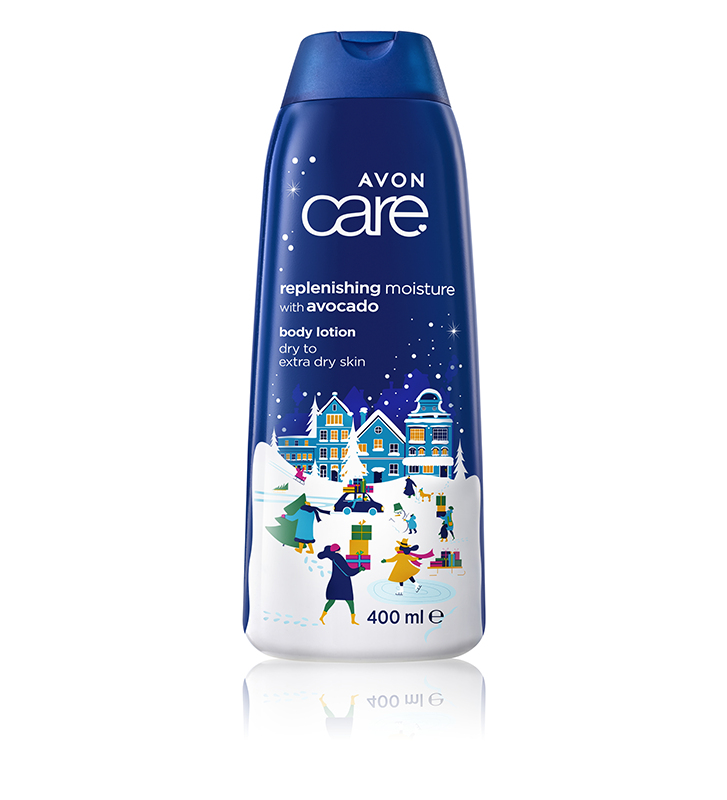 AVON
care
replenishing moisture
with avocado
body lotion
dry to
extra dry skin
400 ml e